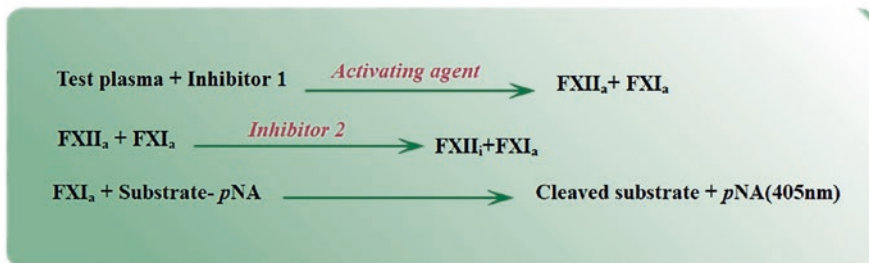 Test plasma + Inhibitor 1 Activating agent FXIIa+ FXIa
FXIIa + FXIa Inhibitor 2 FXIIi+FXIa
FXIa + Substrate- pNA Cleaved substrate + pNA(405nm)